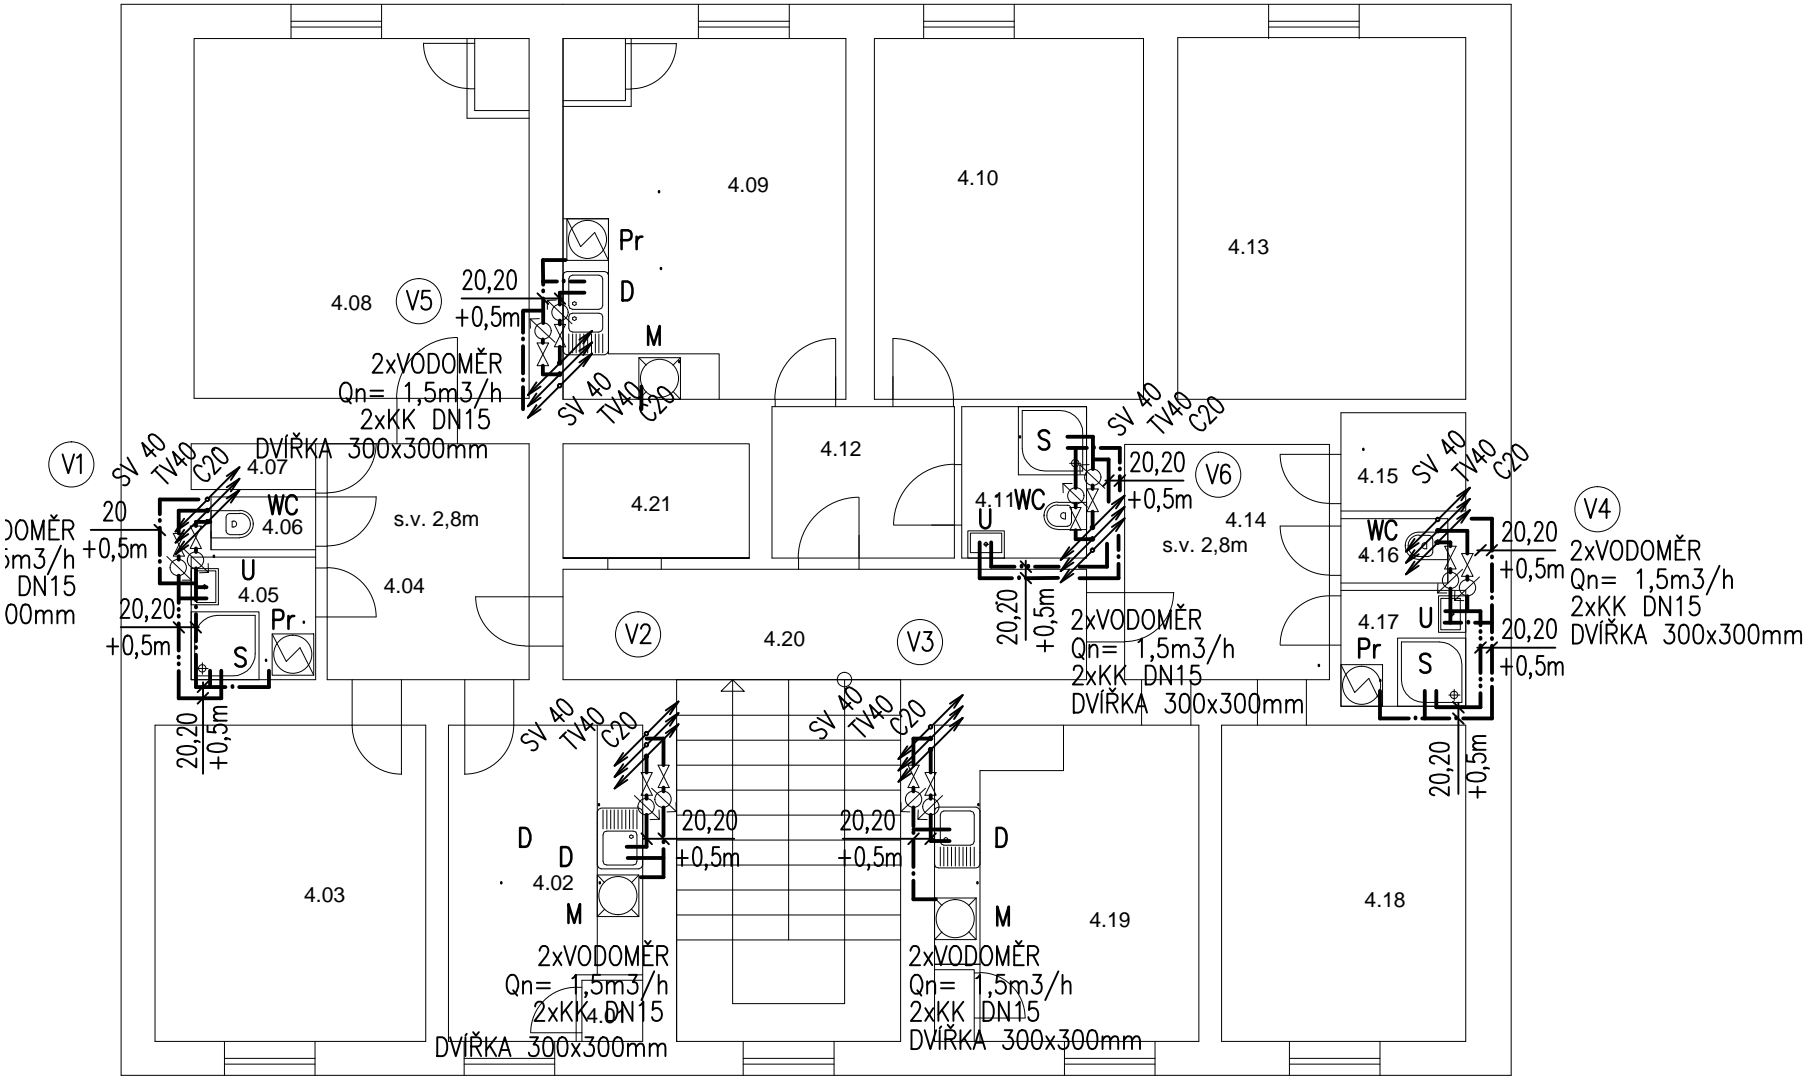 4.09
4.10
4.13
4.08
V5
20,20
+0,5m
Pr
D
M
2xVODOMĚR
Qn= 1,5m3/h
2xKK DN15
DVÍŘKA 300x300mm
SV 40
TV40
C20
V1
SV 40
TV40
C20
4.07
WC
4.06
20
+0,5m
DN15
U
4.05
20,20
+0,5m
Pr
S
20,20
+0,5m
s.v. 2,8m
4.04
4.21
4.12
SV 40
TV40
C20
S
20,20
+0,5m
V6
4.11
WC
U
20,20
+0,5m
4.14
s.v. 2,8m
2xVODOMĚR
Qn= 1,5m3/h
2xKK DN15
DVÍŘKA 300x300mm
4.15
SV 40
TV40
C20
V4
WC
4.16
20,20
+0,5m
2xVODOMĚR
Qn= 1,5m3/h
2xKK DN15
DVÍŘKA 300x300mm
4.17
U
20,20
+0,5m
Pr
S
20,20
+0,5m
V2
4.20
V3
SV 40
TV40
C20
SV 40
TV40
C20
20,20
+0,5m
20,20
+0,5m
D
D
4.02
M
D
M
4.03
4.19
4.18
2xVODOMĚR
Qn= 1,5m3/h
2xKK DN15
4.01
DVÍŘKA 300x300mm
2xVODOMĚR
Qn= 1,5m3/h
2xKK DN15
DVÍŘKA 300x300mm